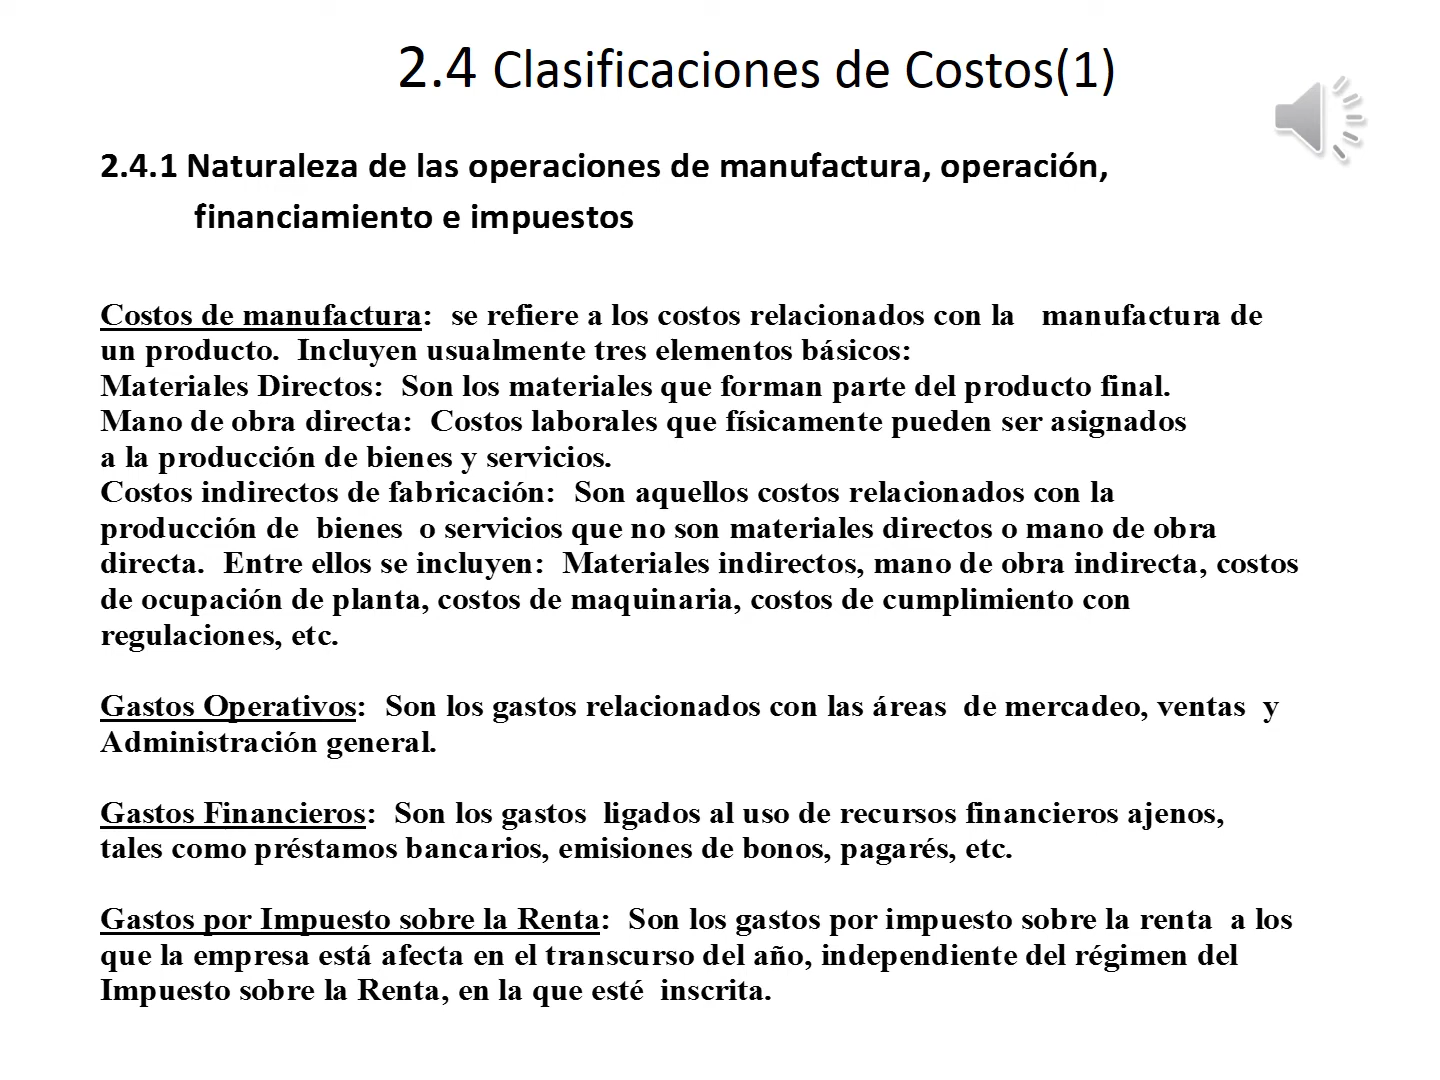 2.4 Clasificaciones de Costos(1)
2.4.1 Naturaleza de las operaciones de manufactura, operación,
financiamiento e impuestos
Costos de manufactura:  se refiere a los costos relacionados con la   manufactura de
un producto.  Incluyen usualmente tres elementos básicos:
Materiales Directos:  Son los materiales que forman parte del producto final.
Mano de obra directa:  Costos laborales que físicamente pueden ser asignados
a la producción de bienes y servicios.
Costos indirectos de fabricación:  Son aquellos costos relacionados con la
producción de  bienes  o servicios que no son materiales directos o mano de obra
directa.  Entre ellos se incluyen:  Materiales indirectos, mano de obra indirecta, costos
de ocupación de planta, costos de maquinaria, costos de cumplimiento con
regulaciones, etc.
Gastos Operativos:  Son los gastos relacionados con las áreas  de mercadeo, ventas  y
Administración general.
Gastos Financieros:  Son los gastos  ligados al uso de recursos financieros ajenos,
tales como préstamos bancarios, emisiones de bonos, pagarés, etc.
Gastos por Impuesto sobre la Renta:  Son los gastos por impuesto sobre la renta  a los
que la empresa está afecta en el transcurso del año, independiente del régimen del
Impuesto sobre la Renta, en la que esté  inscrita.